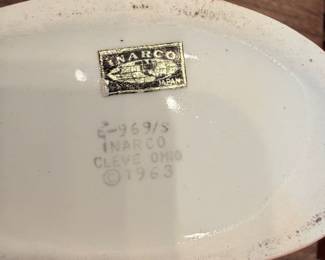 INARCO
JAPAN
E-969/S
INARCO
CLEVE OHIO
©1963